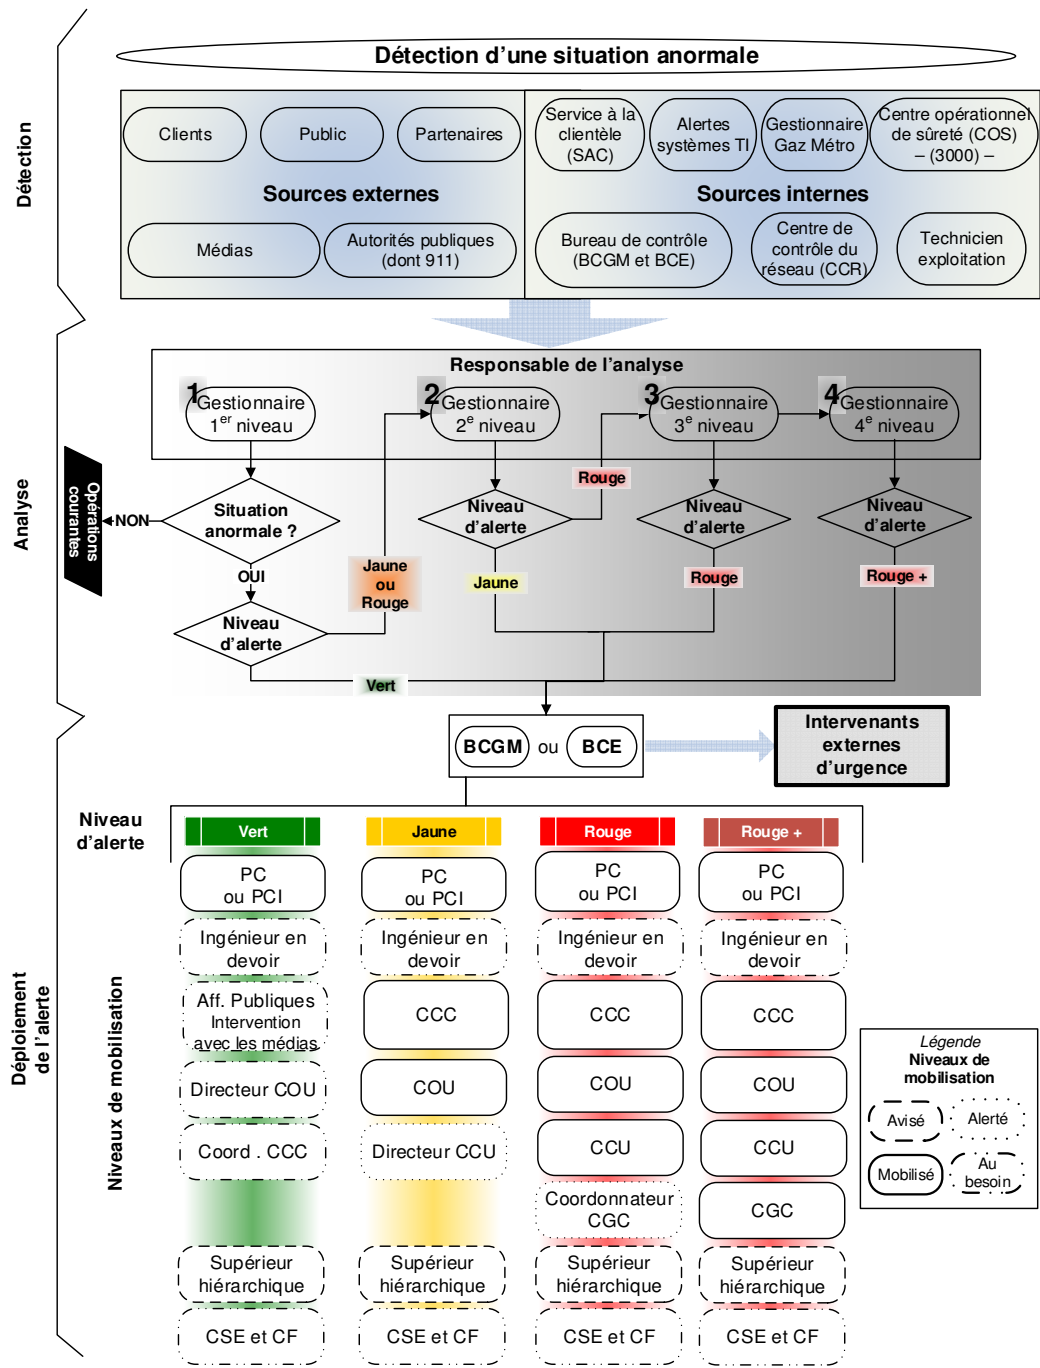 Détection d’une situation anormale
Détection
Clients
Public
Partenaires
Sources externes
Médias
Autorités publiques
(dont 911)
Service à la
clientèle
(SAC)
Alertes
systèmes TI
Gestionnaire
Gaz Métro
Centre opérationnel
de sûreté (COS)
– (3000) –
Sources internes
Bureau de contrôle
(BCGM et BCE)
Centre de
contrôle du
réseau (CCR)
Technicien
exploitation
Analyse
Responsable de l’analyse
1
Gestionnaire
1er niveau
2
Gestionnaire
2e niveau
3
Gestionnaire
3e niveau
4
Gestionnaire
4e niveau
Opérations
courantes
NON
Situation
anormale ?
OUI
Niveau
d’alerte
Jaune
ou
Rouge
Niveau
d’alerte
Rouge
Jaune
Niveau
d’alerte
Rouge
Niveau
d’alerte
Rouge +
Vert
BCGM ou BCE
Intervenants
externes
d’urgence
Déploiement
de l’alerte
Niveau
d’alerte
Niveaux de mobilisation
Vert
PC
ou PCI
Ingénieur en
devoir
Aff. Publiques
Intervention
avec les médias
Directeur COU
Coord . CCC
Supérieur
hiérarchique
CSE et CF
Jaune
PC
ou PCI
Ingénieur en
devoir
CCC
COU
Directeur CCU
Supérieur
hiérarchique
CSE et CF
Rouge
PC
ou PCI
Ingénieur en
devoir
CCC
COU
CCU
Coordonnateur
CGC
Supérieur
hiérarchique
CSE et CF
Rouge +
PC
ou PCI
Ingénieur en
devoir
CCC
COU
CCU
CGC
Supérieur
hiérarchique
CSE et CF
Légende
Niveaux de
mobilisation
Avisé
Alerté
Mobilisé
Au
besoin